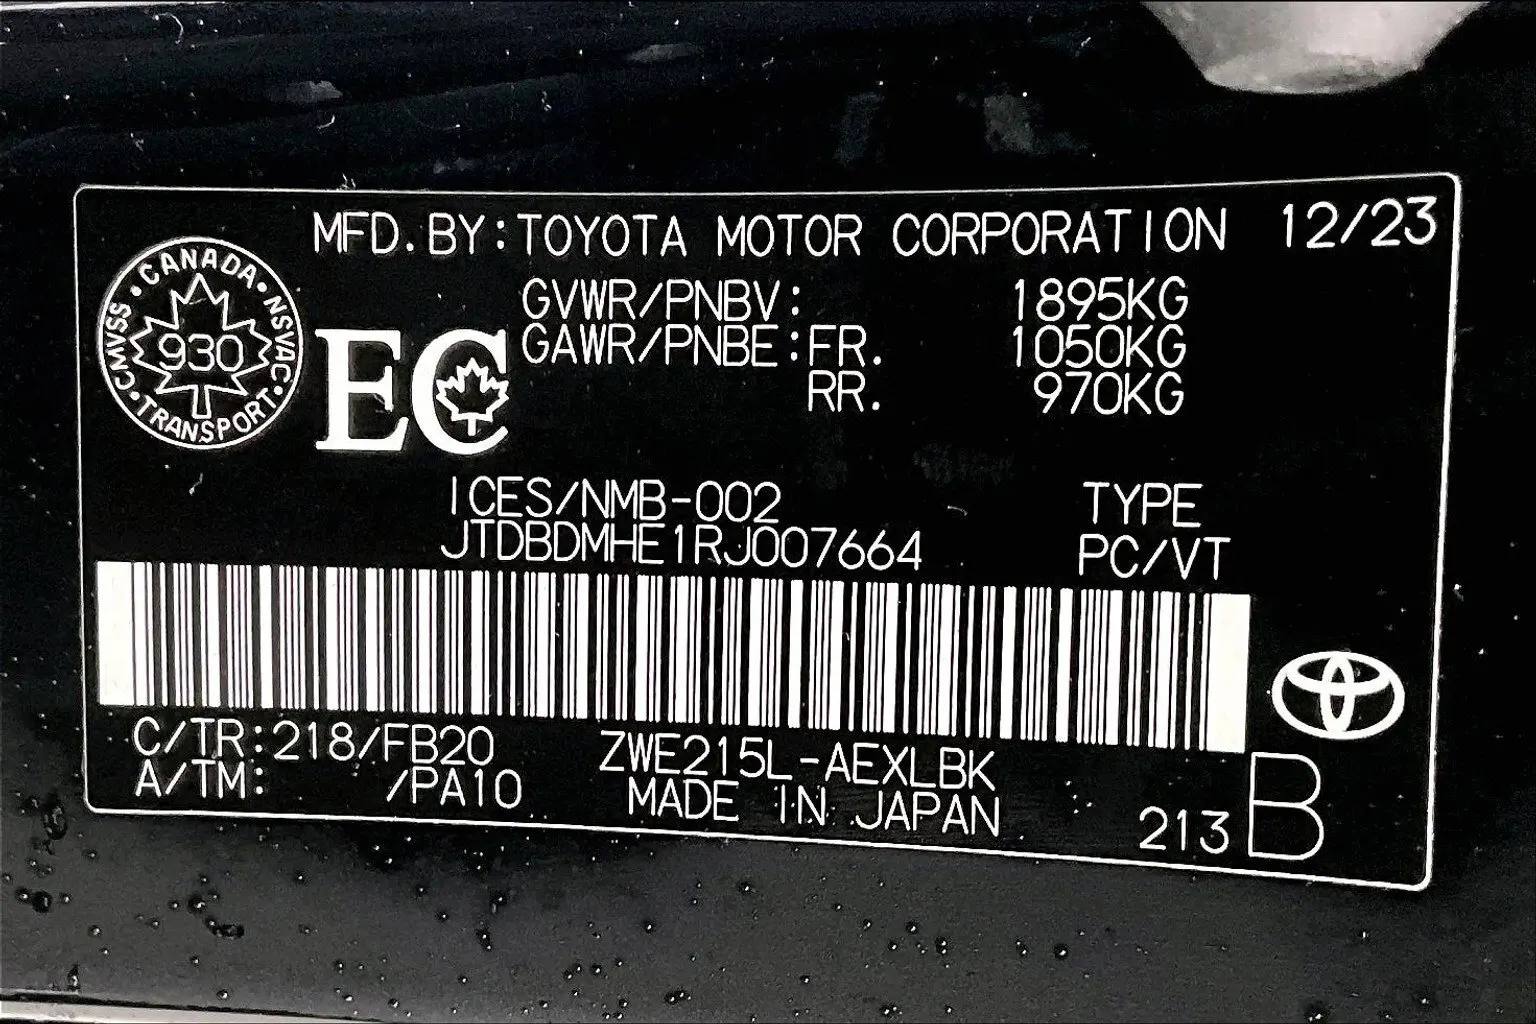 MFD.BY:TOYOTA MOTOR CORPORATION 12/23
GVWR/PNBV: 1895KG
GAWR/PNBE:FR. 1050KG
RR. 970KG
CANADA
NSVAC
TRANSPORT
CMVSS
930
EC
ICES/NMB-002
TYPE
JTDBDMHE1RJ007664
PC/VT
C/TR:218/FB20
ZWE215L-AEXLBK
A/TM: /PA10
MADE IN JAPAN
213 B